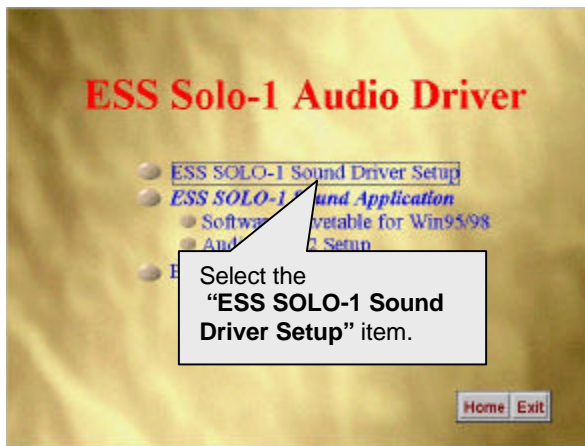 ESS Solo-1 Audio Driver
ESS SOLO-1 Sound Driver Setup
ESS SOLO-1 Sound Application
for Win95/98
Setup
Select the
“ESS SOLO-1 Sound
Driver Setup” item.
Home Exit